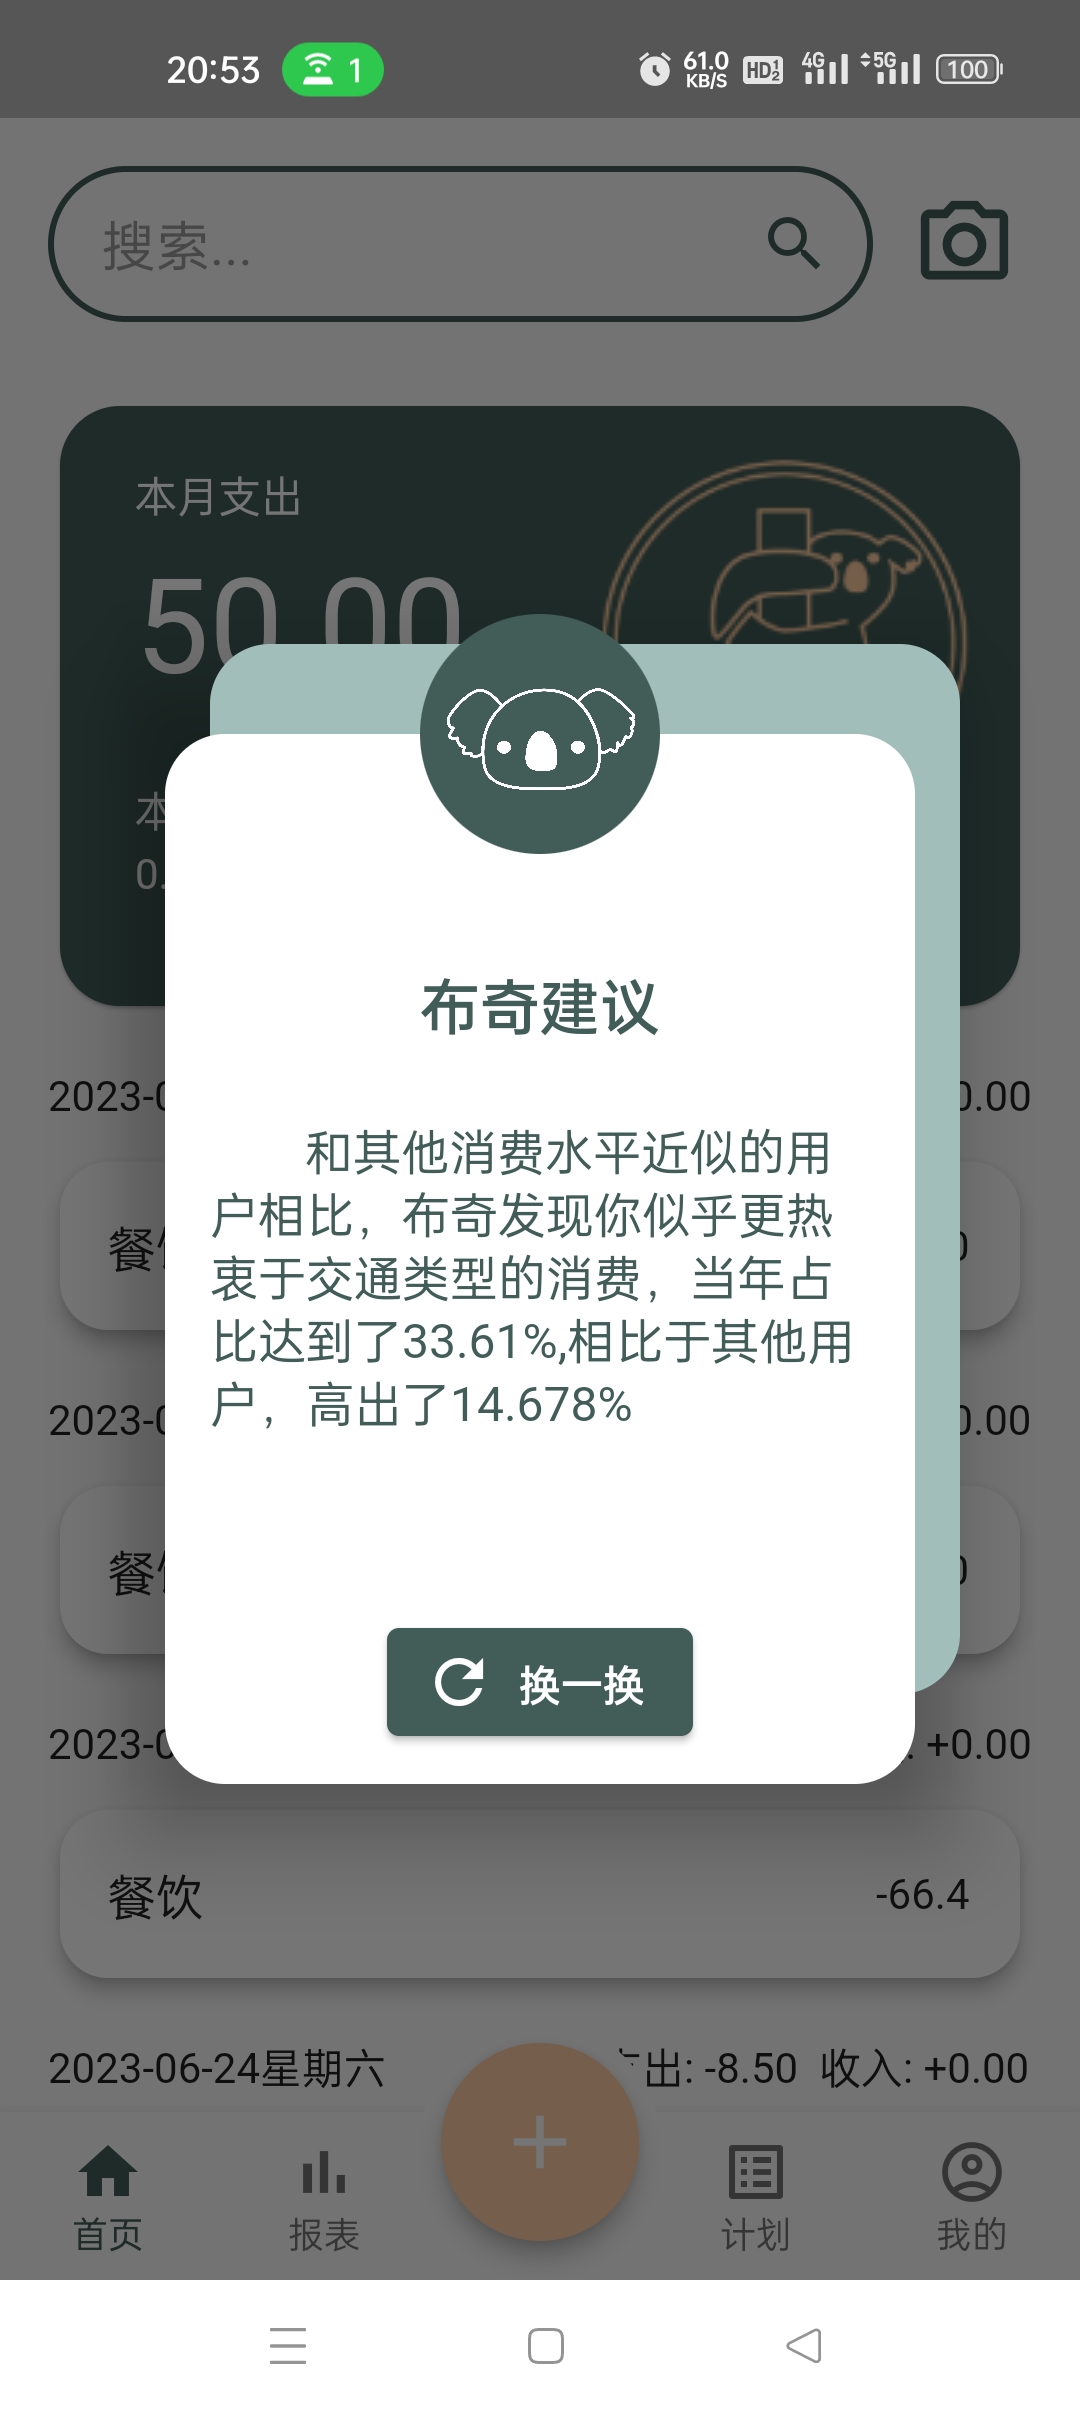 20:53
1
61.0
KB/S
HD 1 2
4G
5G
100
搜索...
本月支出
50.00
本
0.
布奇建议
和其他消费水平近似的用
户相比，布奇发现你似乎更热
衷于交通类型的消费，当年占
比达到了33.61%,相比于其他用
户，高出了14.678%
换一换
2023-0
0.00
餐
0
2023-0
0.00
餐
0
2023-0
: +0.00
餐饮
-66.4
2023-06-24星期六
出: -8.50 收入: +0.00
首页
报表
计划
我的